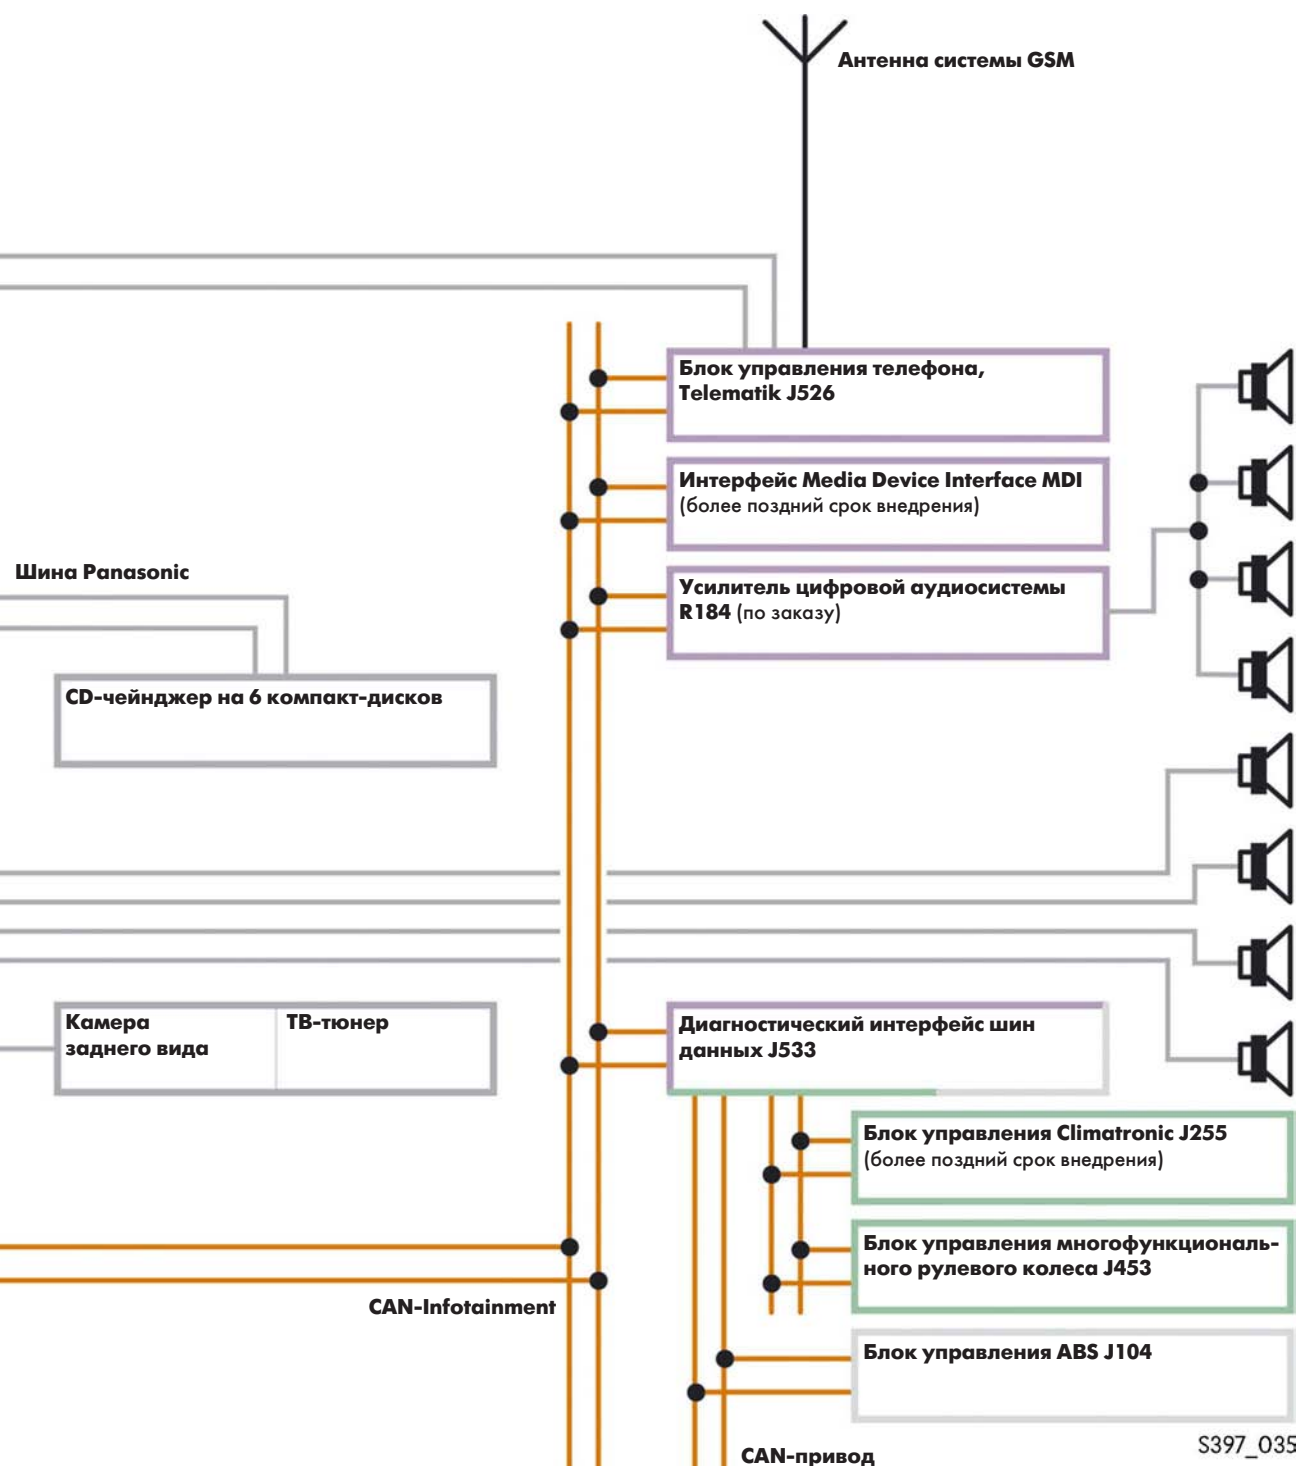 Антенна системы GSM
Блок управления телефона,
Telematik J526
Интерфейс Media Device Interface MDI
(более поздний срок внедрения)
Шина Panasonic
Усилитель цифровой аудиосистемы
R184 (по заказу)
CD-чейнджер на 6 компакт-дисков
Камера
заднего вида
ТВ-тюнер
Диагностический интерфейс шин
данных J533
Блок управления Climatronic J255
(более поздний срок внедрения)
Блок управления многофункциональ-
ного рулевого колеса J453
CAN-Infotainment
Блок управления ABS J104
CAN-привод
S397_035